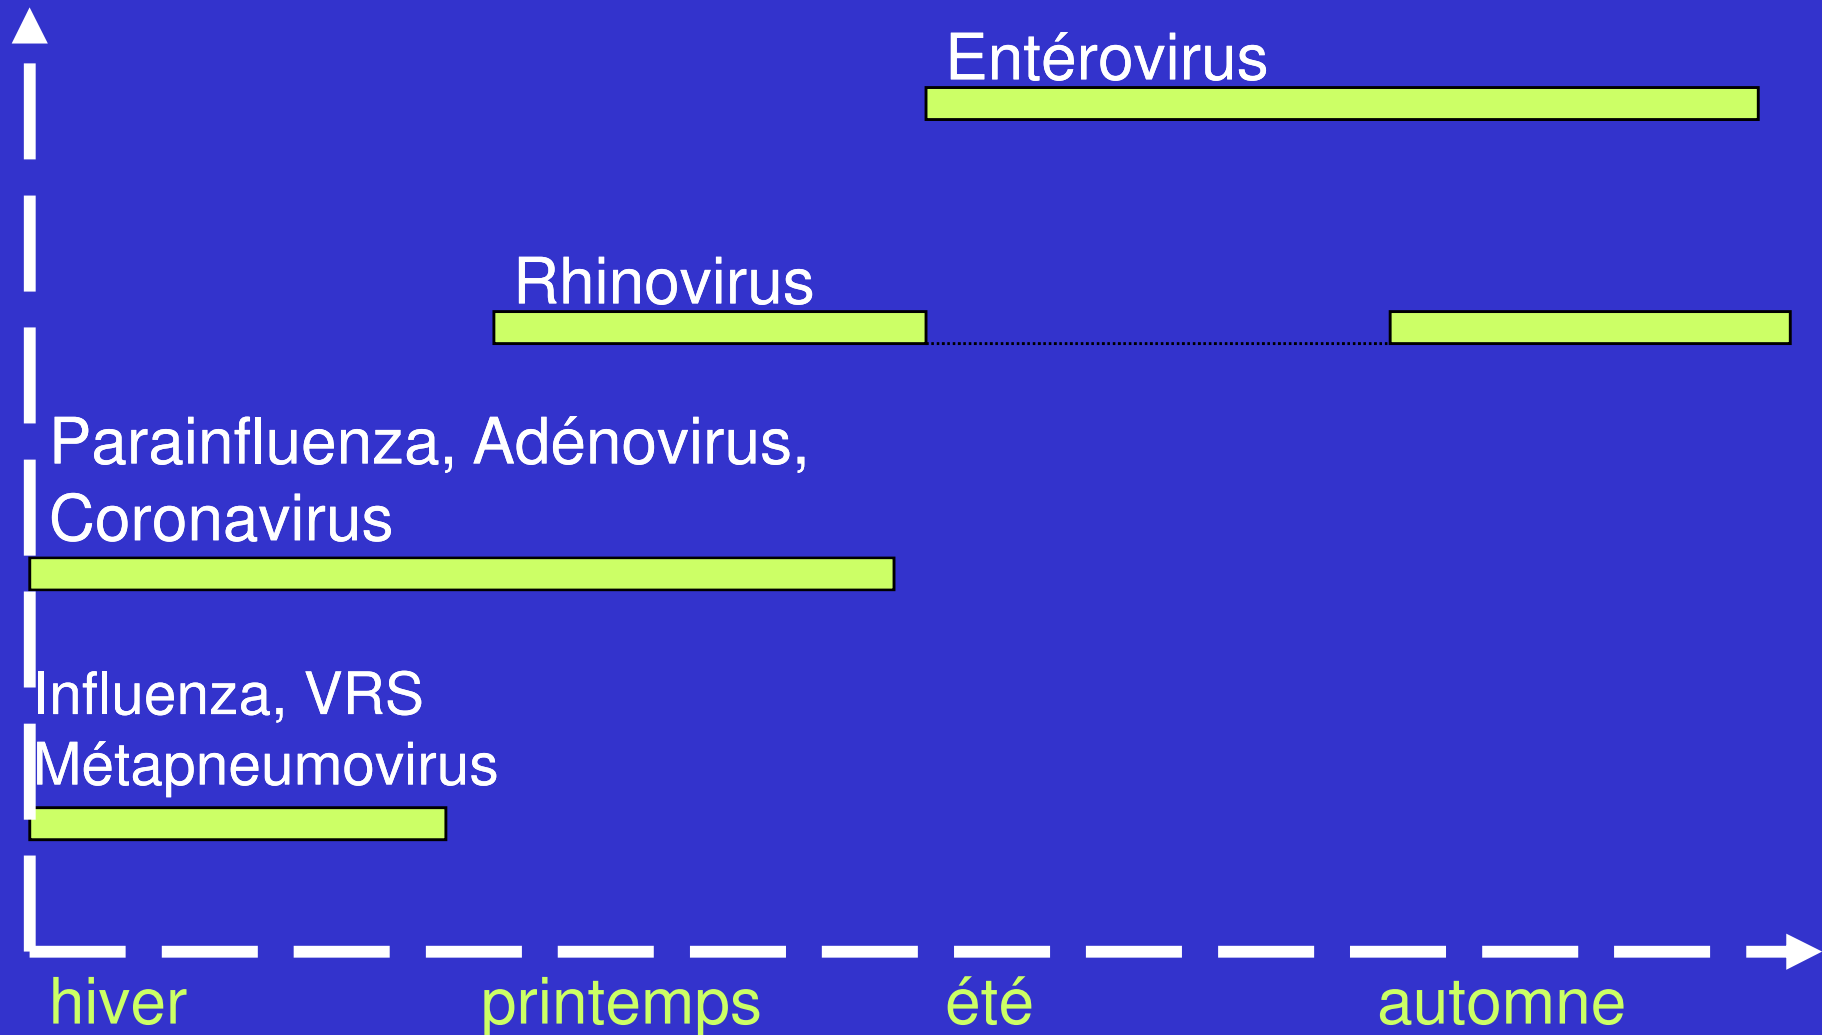 Entérovirus
Rhinovirus
Parainfluenza, Adénovirus,
Coronavirus
Influenza, VRS
Métapneumovirus
hiver printemps été automne